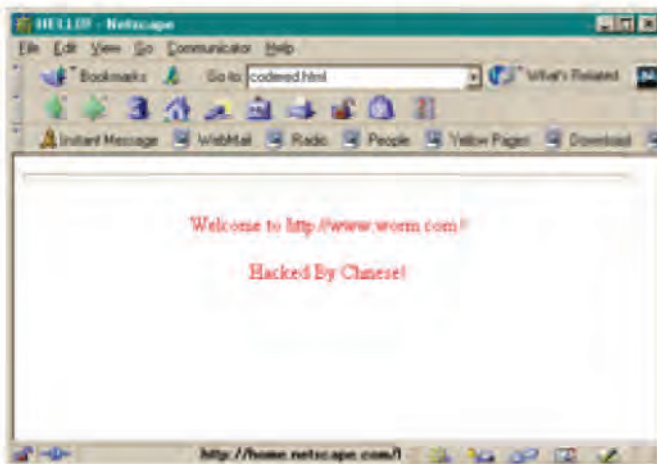 HELLO! - Netscape
File Edit View Go Communicator Help
Bookmarks Go to: codered.html What's Related
Instant Message WebMail Radio People Yellow Pages Download
Welcome to http://www.worm.com!
Hacked By Chinese!
http://home.netscape.com/